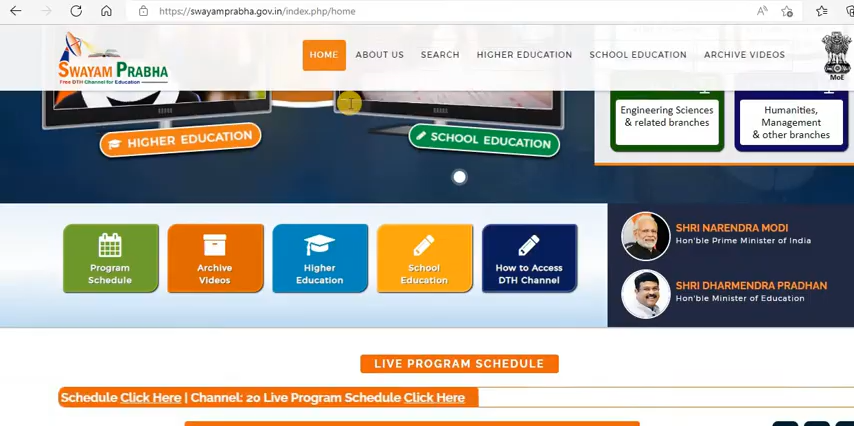 https://swayamprabha.gov.in/index.php/home
SWAYAM PRABHA
Free DTH Channel for Education
HOME
ABOUT US
SEARCH
HIGHER EDUCATION
SCHOOL EDUCATION
ARCHIVE VIDEOS
MoE
HIGHER EDUCATION
SCHOOL EDUCATION
Engineering Sciences
& related branches
Humanities,
Management
& other branches
Program
Schedule
Archive
Videos
Higher
Education
School
Education
How to Access
DTH Channel
SHRI NARENDRA MODI
Hon'ble Prime Minister of India
SHRI DHARMENDRA PRADHAN
Hon'ble Minister of Education
LIVE PROGRAM SCHEDULE
Schedule Click Here | Channel: 20 Live Program Schedule Click Here